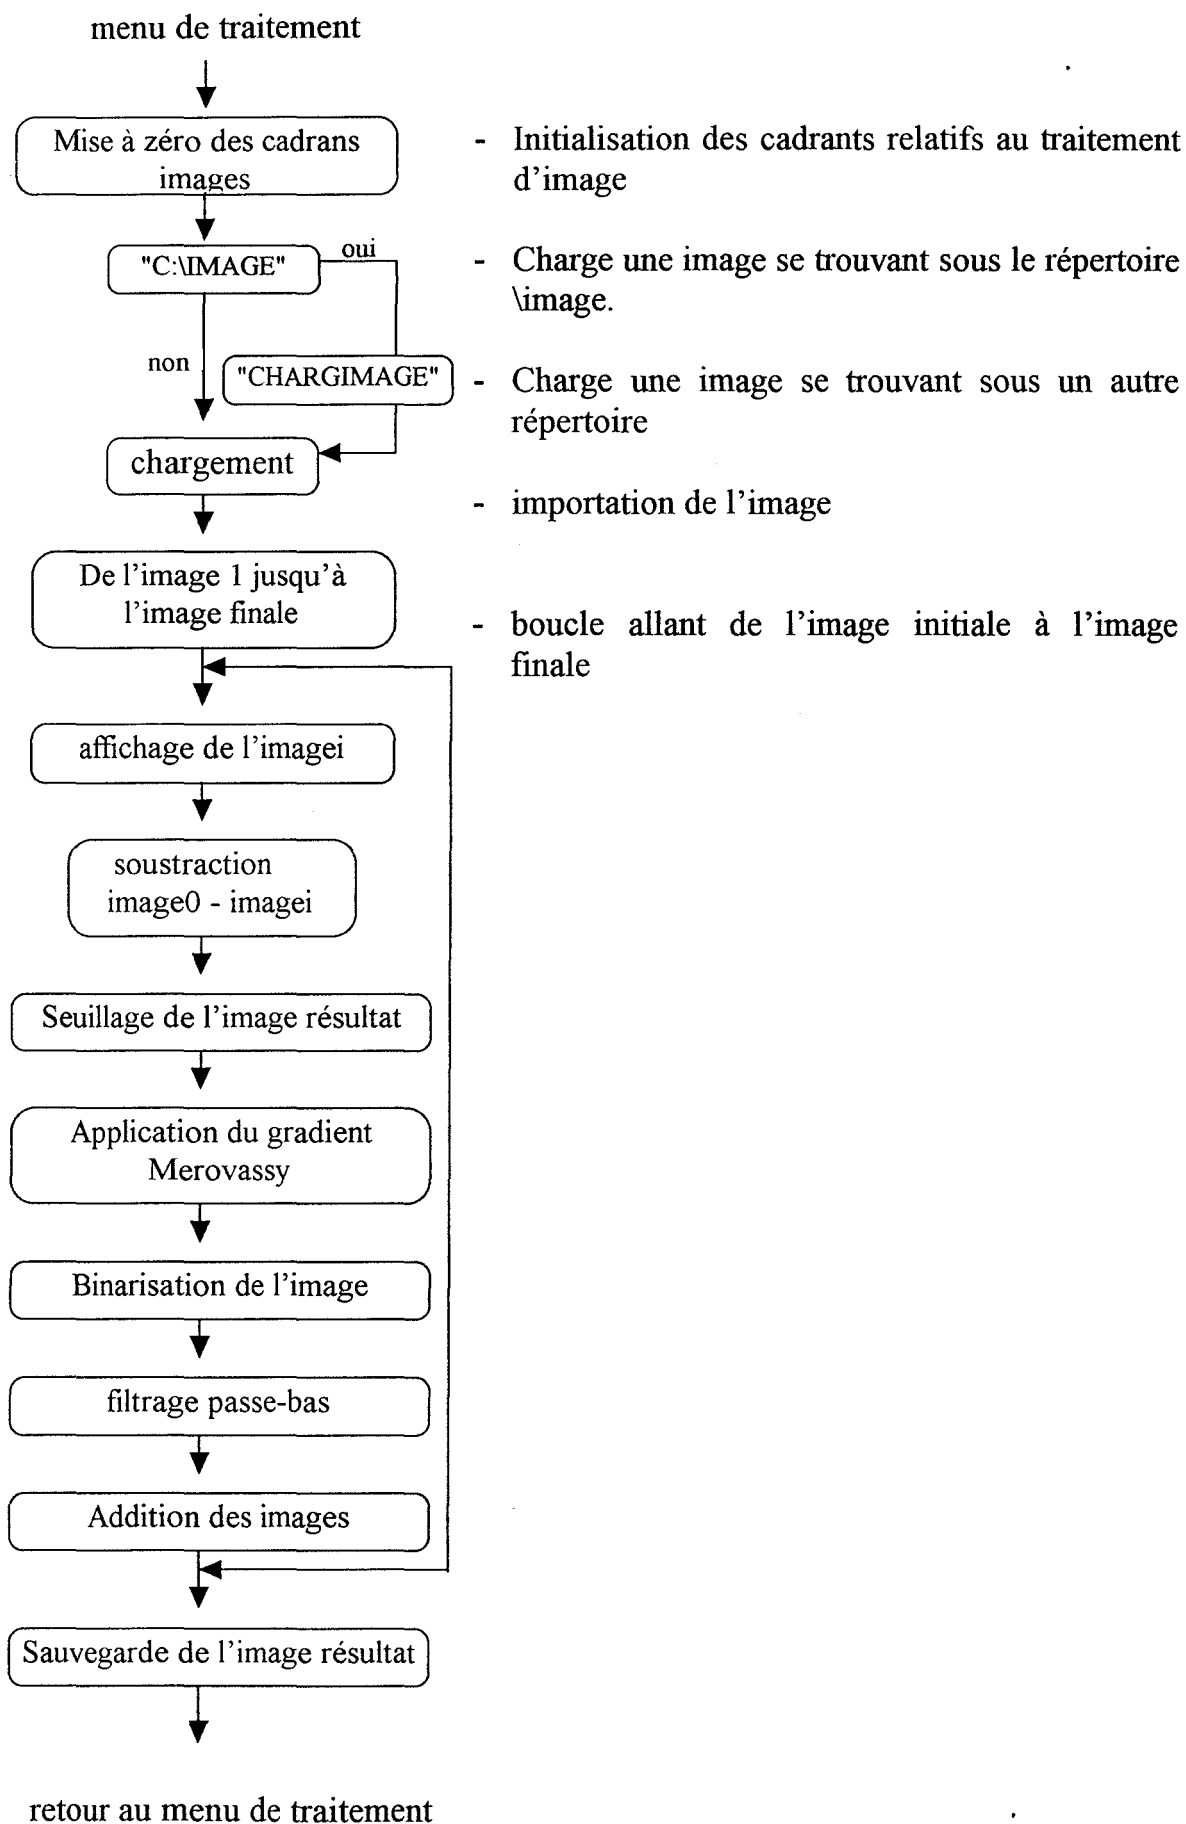 menu de traitement
Mise à zéro des cadrans
images
- Initialisation des cadrants relatifs au traitement
d'image
"C:\IMAGE"
oui
- Charge une image se trouvant sous le répertoire
\image.
non
"CHARGIMAGE"
- Charge une image se trouvant sous un autre
répertoire
chargement
- importation de l'image
De l'image 1 jusqu'à
l'image finale
- boucle allant de l'image initiale à l'image
finale
affichage de l'imagei
soustraction
image0 - imagei
Seuillage de l'image résultat
Application du gradient
Merovassy
Binarisation de l'image
filtrage passe-bas
Addition des images
Sauvegarde de l'image résultat
retour au menu de traitement